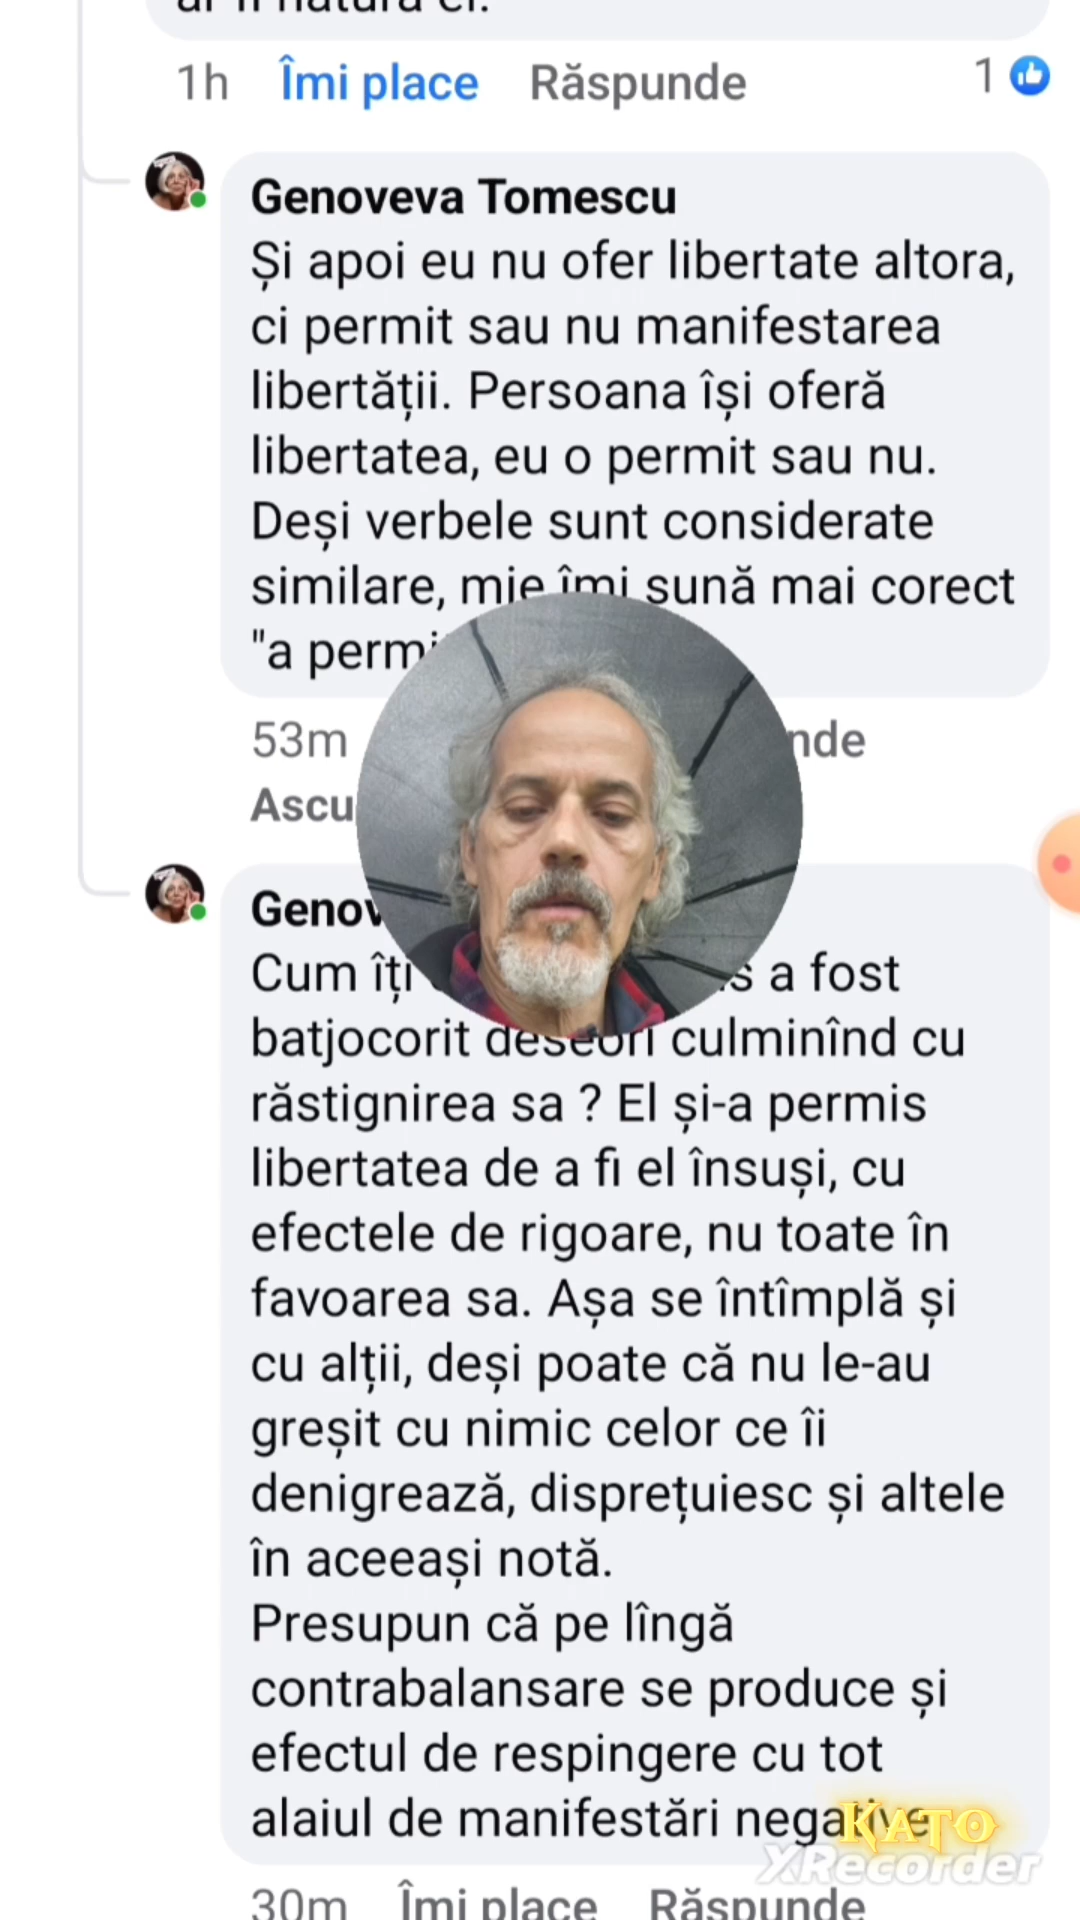 1h Îmi place Răspunde 1
Genoveva Tomescu
Și apoi eu nu ofer libertate altora,
ci permit sau nu manifestarea
libertății. Persoana își oferă
libertatea, eu o permit sau nu.
Deși verbele sunt considerate
similare, mie îmi sună mai corect
"a
53m
Cum îți a fost
batjocorit deseori culminînd cu
răstignirea sa ? El și-a permis
libertatea de a fi el însuși, cu
efectele de rigoare, nu toate în
favoarea sa. Așa se întîmplă și
cu alții, deși poate că nu le-au
greșit cu nimic celor ce îi
denigrează, disprețuiesc și altele
în aceeași notă.
Presupun că pe lîngă
contrabalansare se produce și
efectul de respingere cu tot
alaiul de manifestări negative
KATO
XRecorder
30m Îmi place Răspunde